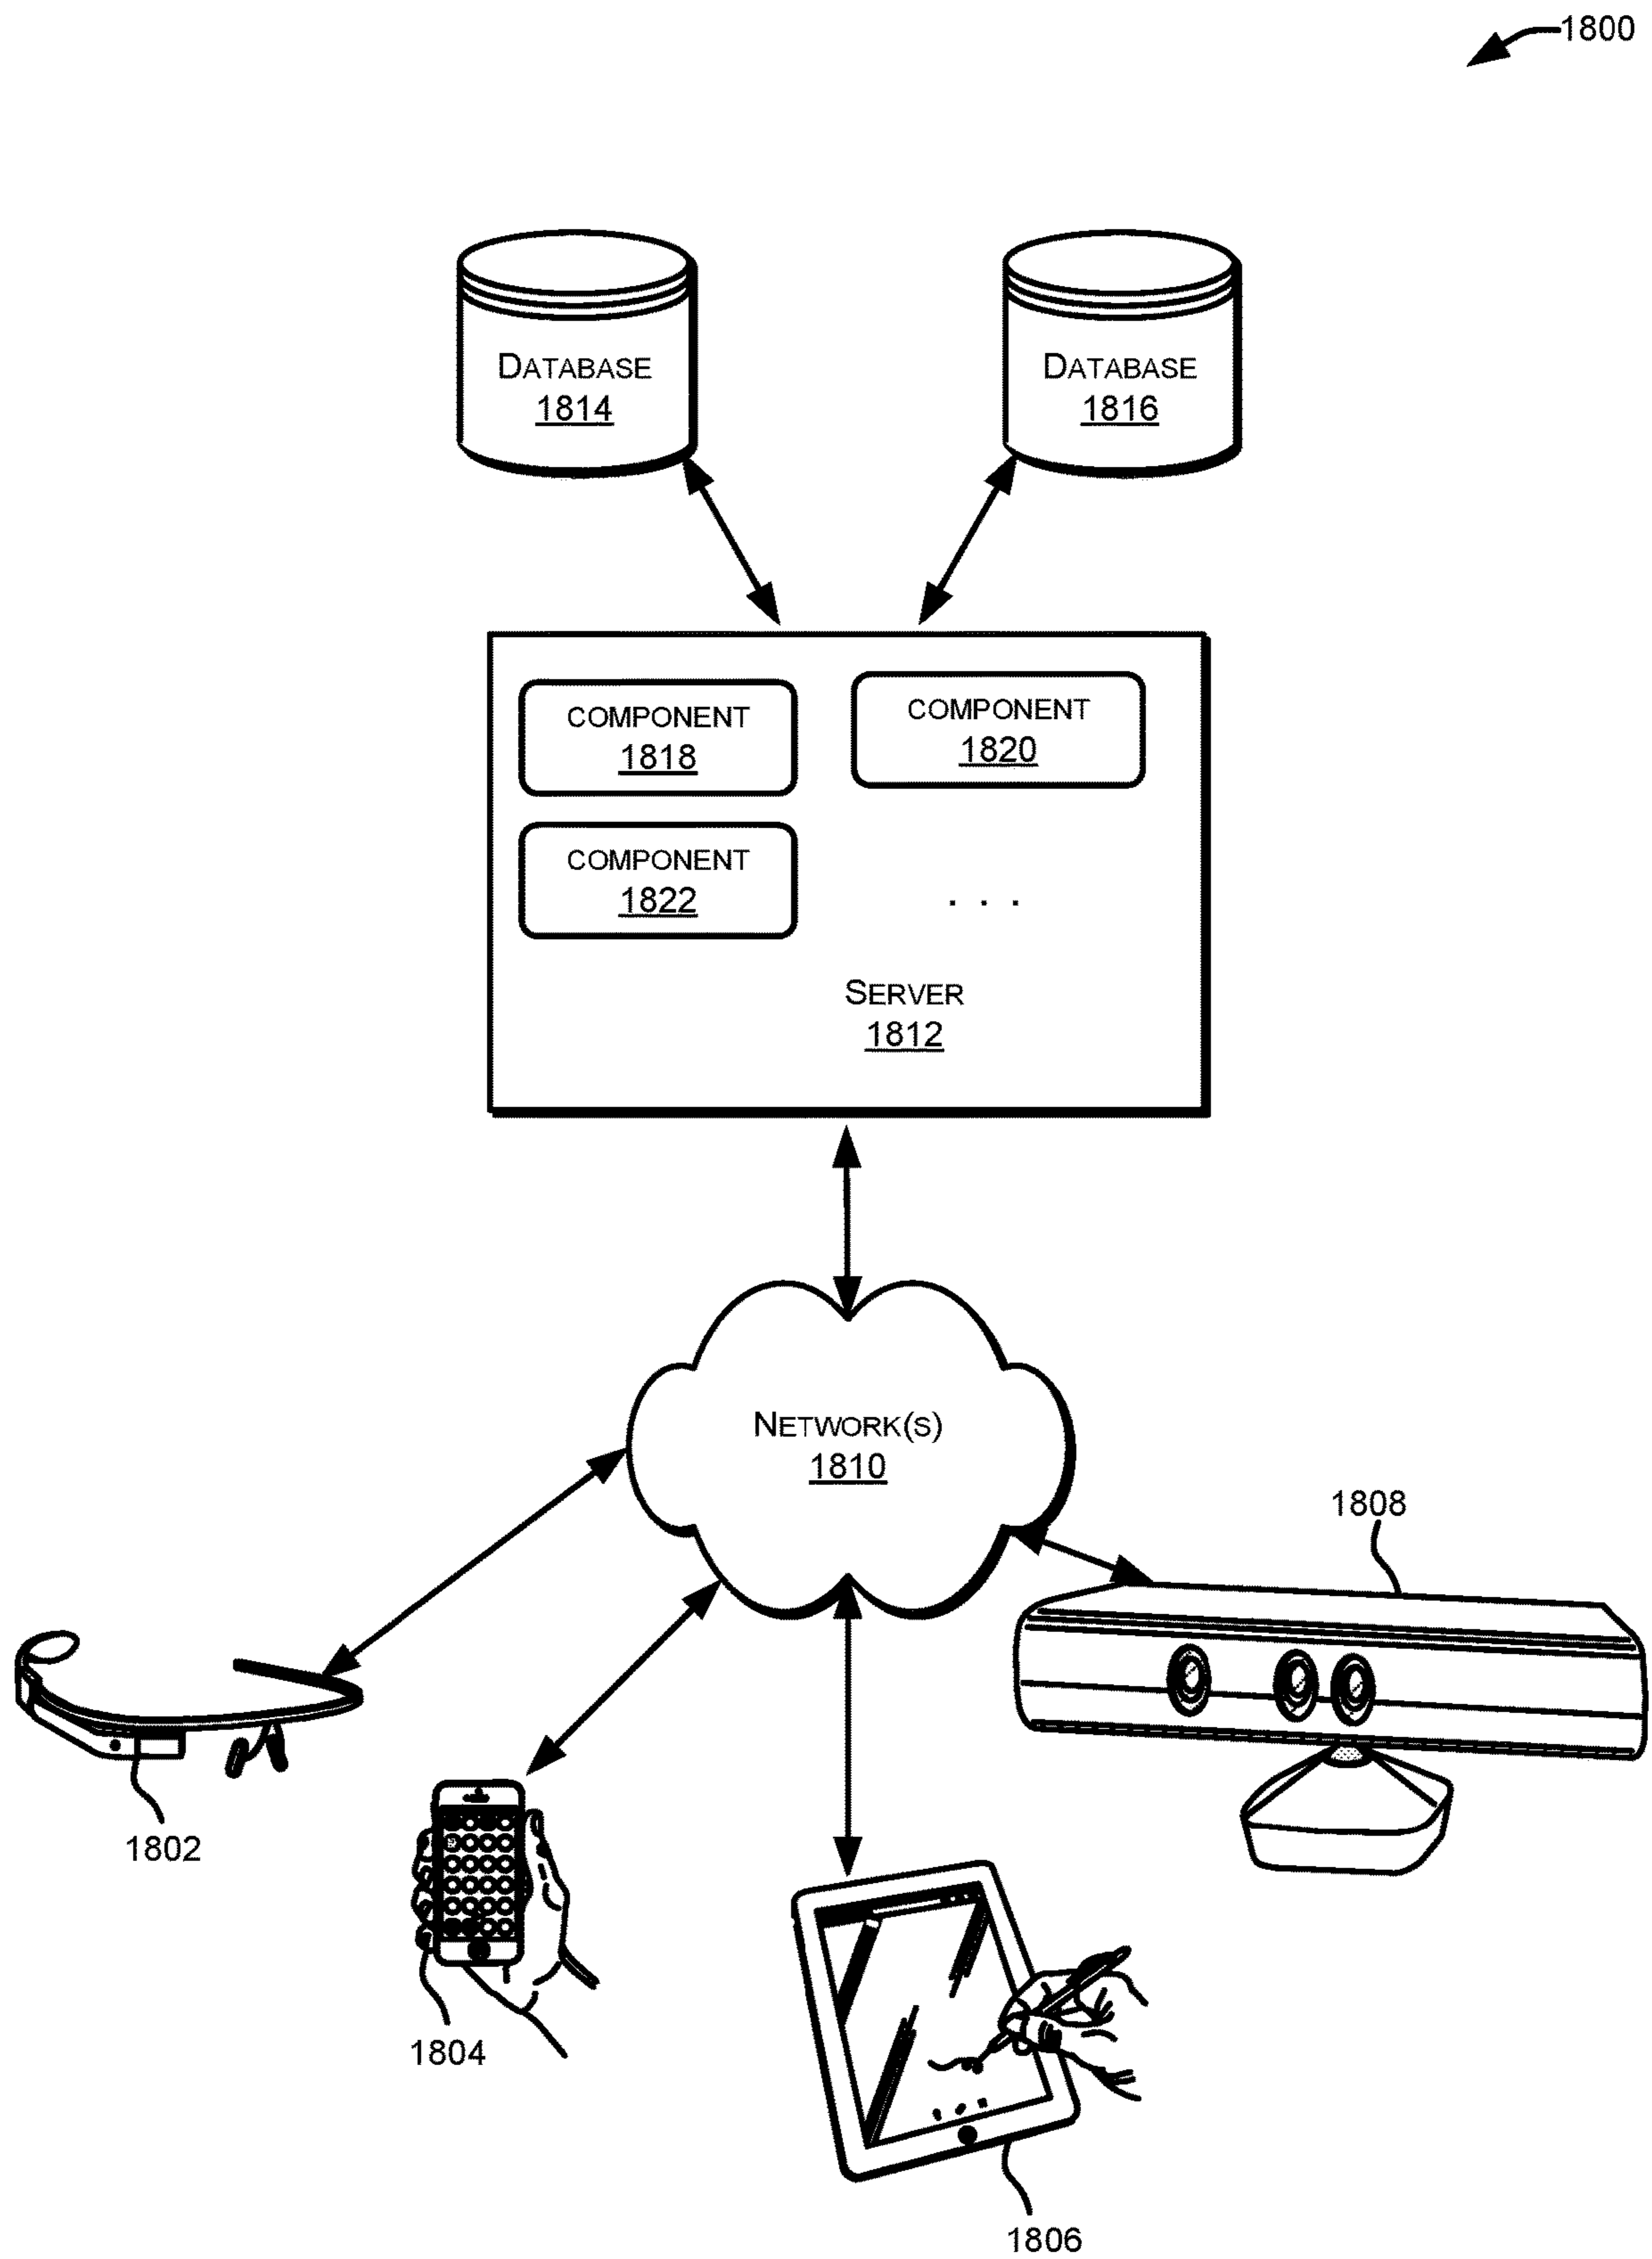 1800
DATABASE
1814
DATABASE
1816
COMPONENT
1818
COMPONENT
1820
COMPONENT
1822
. . .
SERVER
1812
NETWORK(S)
1810
1808
1802
1804
1806